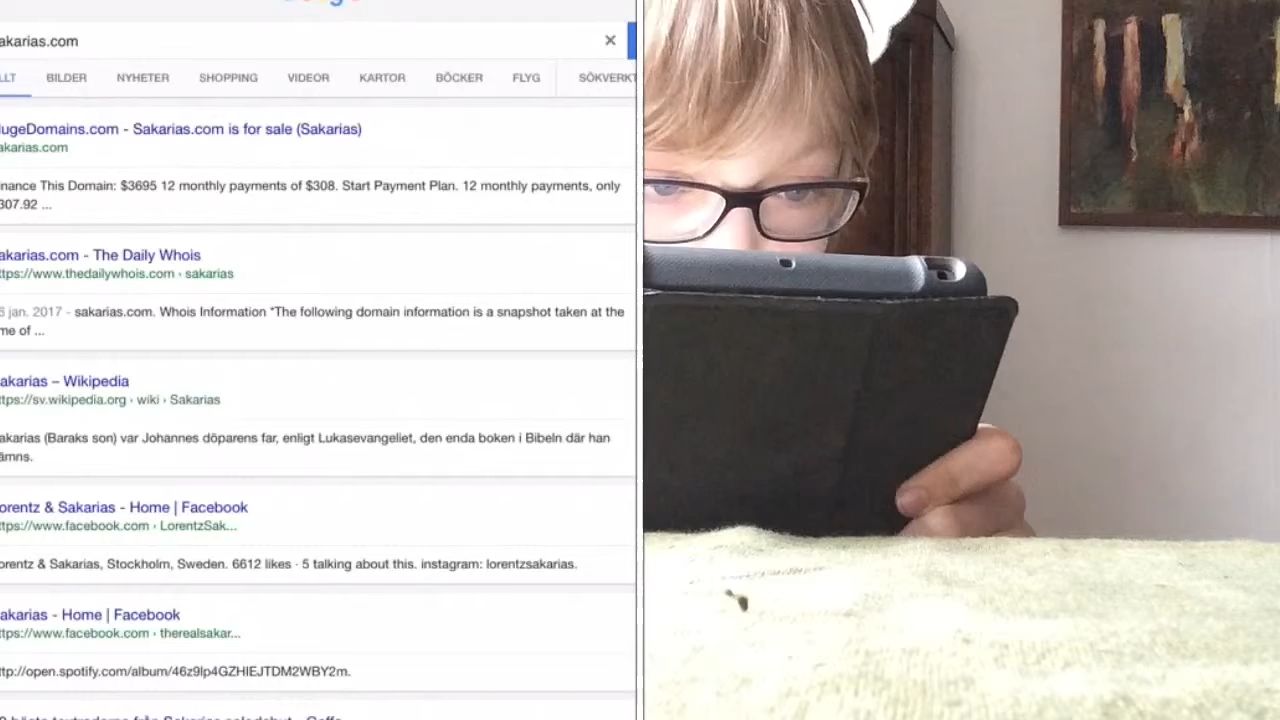 akarias.com
LLT BILDER NYHETER SHOPPING VIDEOR KARTOR BÖCKER FLYG SÖKVERKT
HugeDomains.com - Sakarias.com is for sale (Sakarias)
akarias.com
inance This Domain: $3695 12 monthly payments of $308. Start Payment Plan. 12 monthly payments, only
307.92 ...
akarias.com - The Daily Whois
ttps://www.thedailywhois.com › sakarias
6 jan. 2017 - sakarias.com. Whois Information "The following domain information is a snapshot taken at the
me of ...
akarias – Wikipedia
ttps://sv.wikipedia.org › wiki › Sakarias
akarias (Baraks son) var Johannes döparens far, enligt Lukasevangeliet, den enda boken i Bibeln där han
ämns.
orentz & Sakarias - Home | Facebook
ttps://www.facebook.com › LorentzSak...
orentz & Sakarias, Stockholm, Sweden. 6612 likes · 5 talking about this. instagram: lorentzsakarias.
akarias - Home | Facebook
ttps://www.facebook.com › therealsakar...
ttp://open.spotify.com/album/46z9lp4GZHIEJTDM2WBY2m.